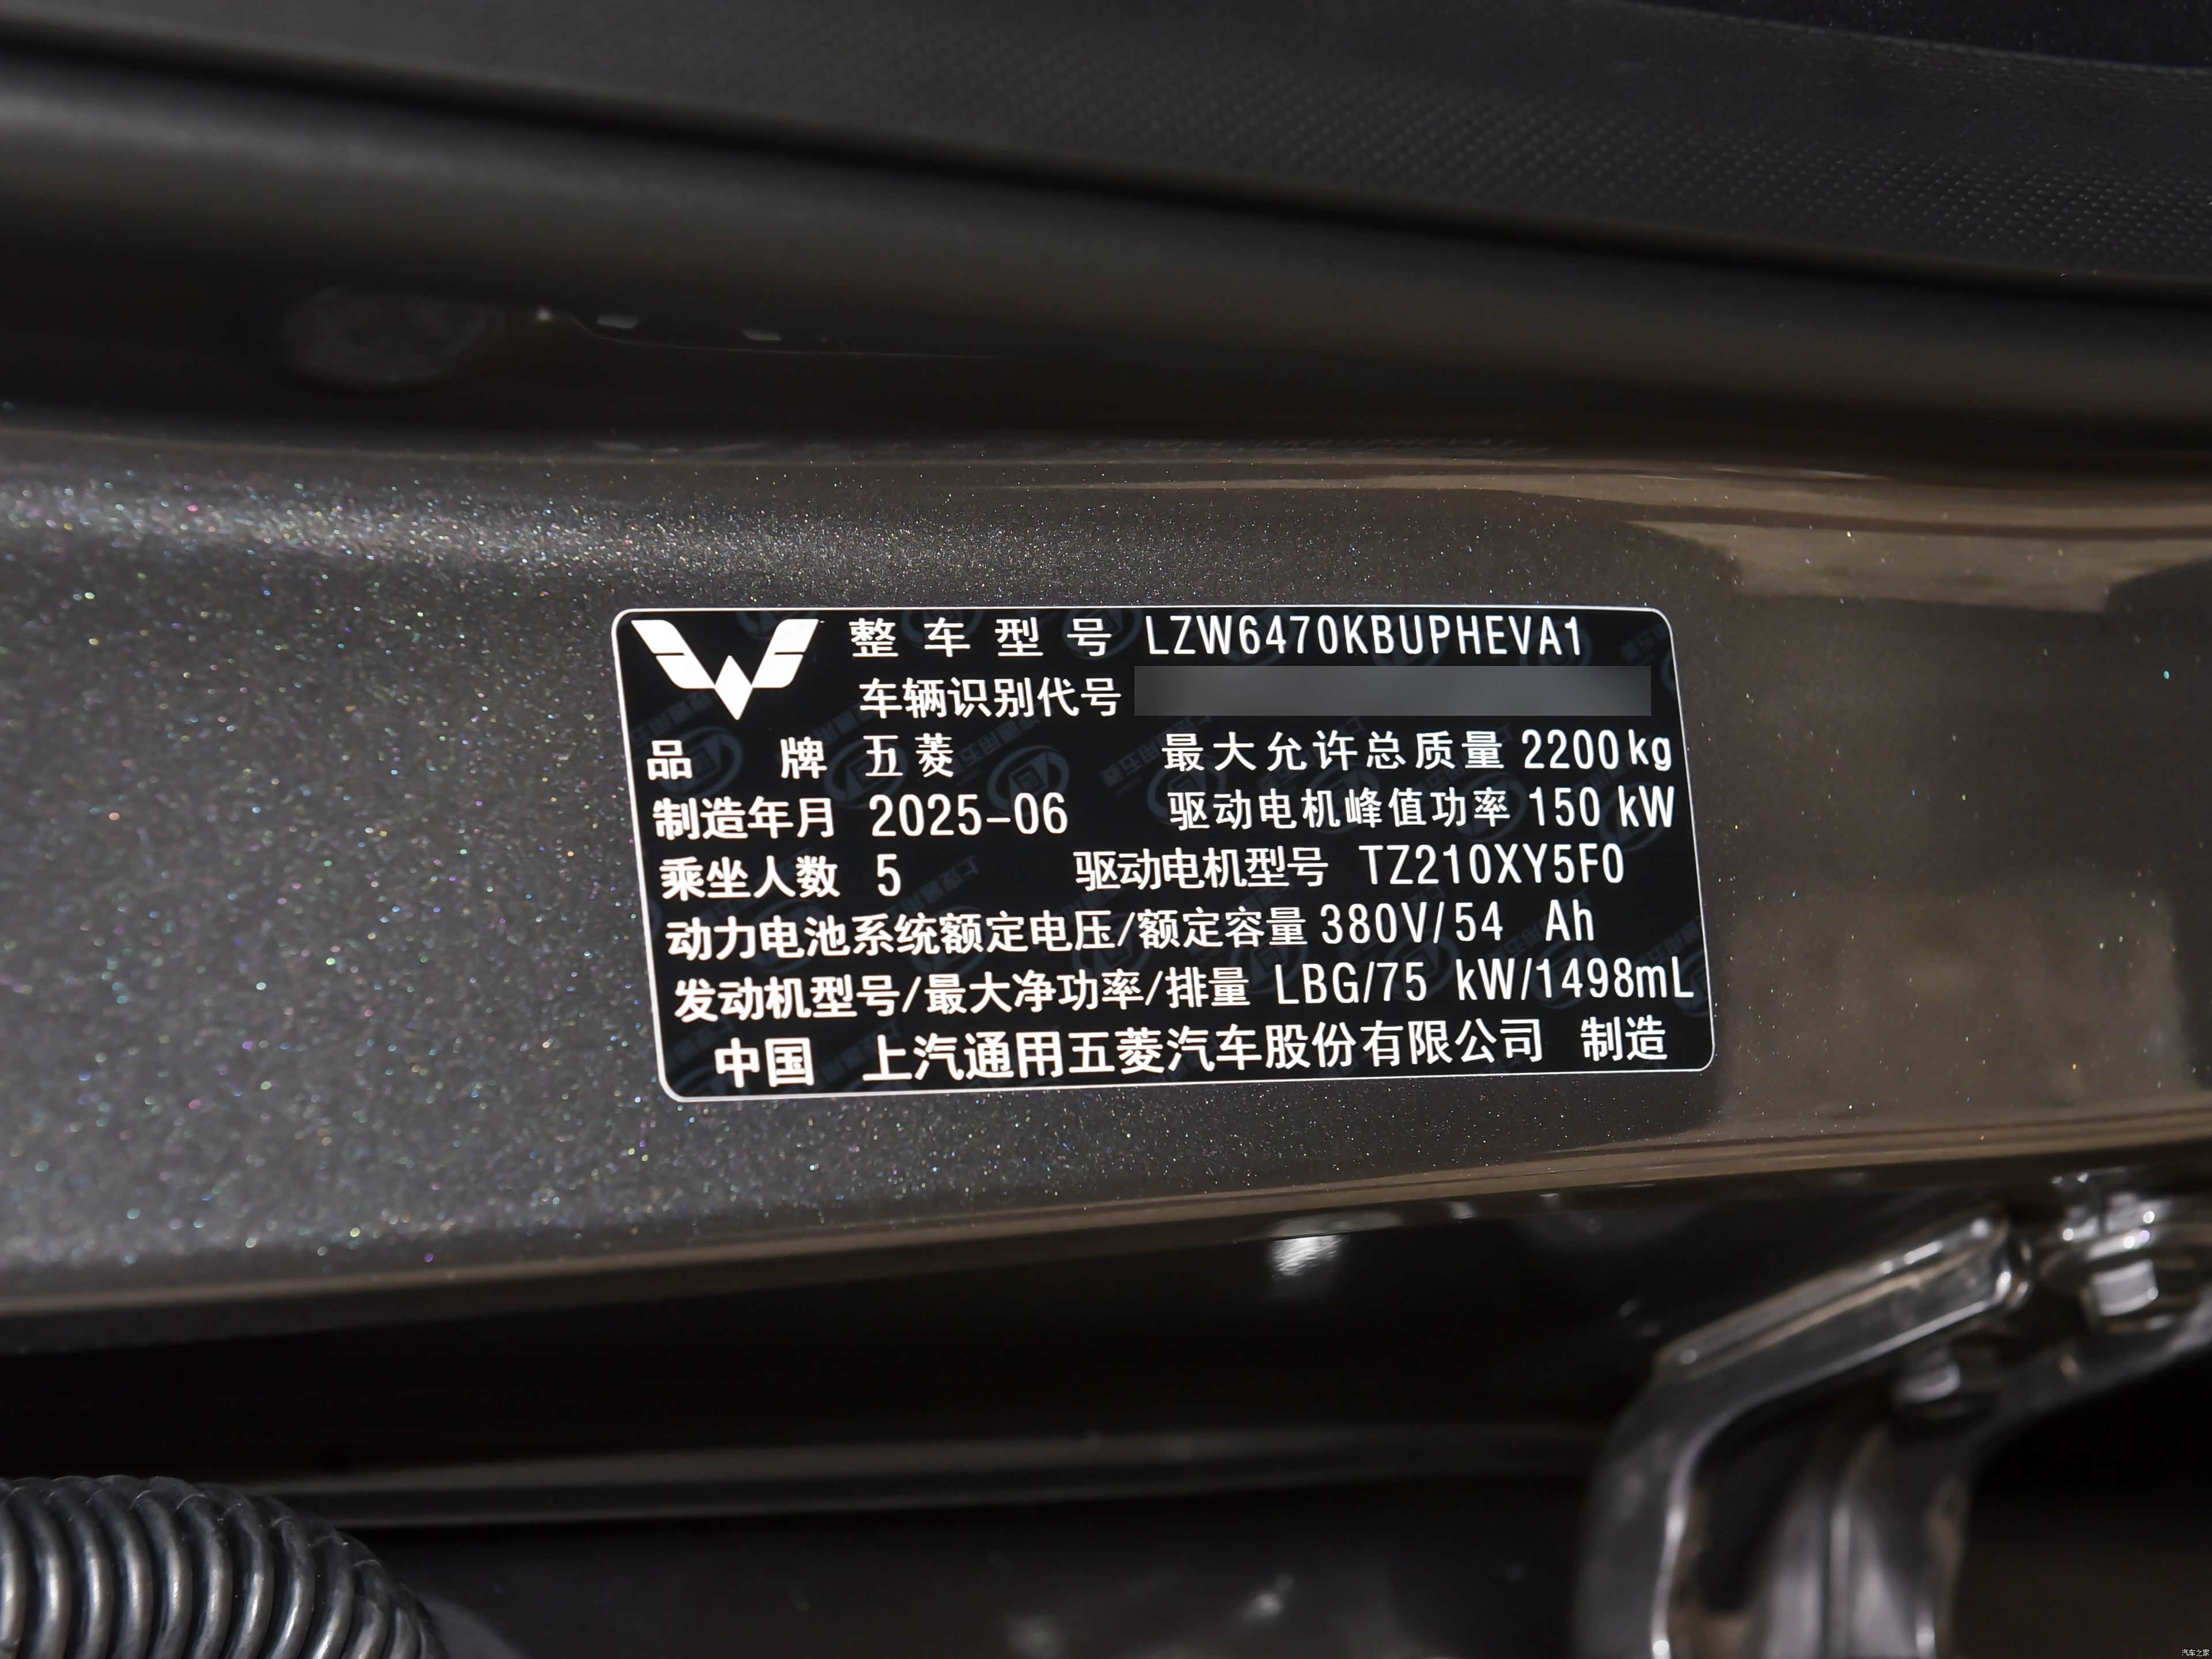 整车型号 LZW6470KBUPHEVA1
车辆识别代号
品牌 五菱 最大允许总质量 2200kg
制造年月 2025-06 驱动电机峰值功率 150 kW
乘坐人数 5 驱动电机型号 TZ210XY5F0
动力电池系统额定电压/额定容量 380V/54 Ah
发动机型号/最大净功率/排量 LBG/75 kW/1498mL
中国 上汽通用五菱汽车股份有限公司 制造
汽车之家